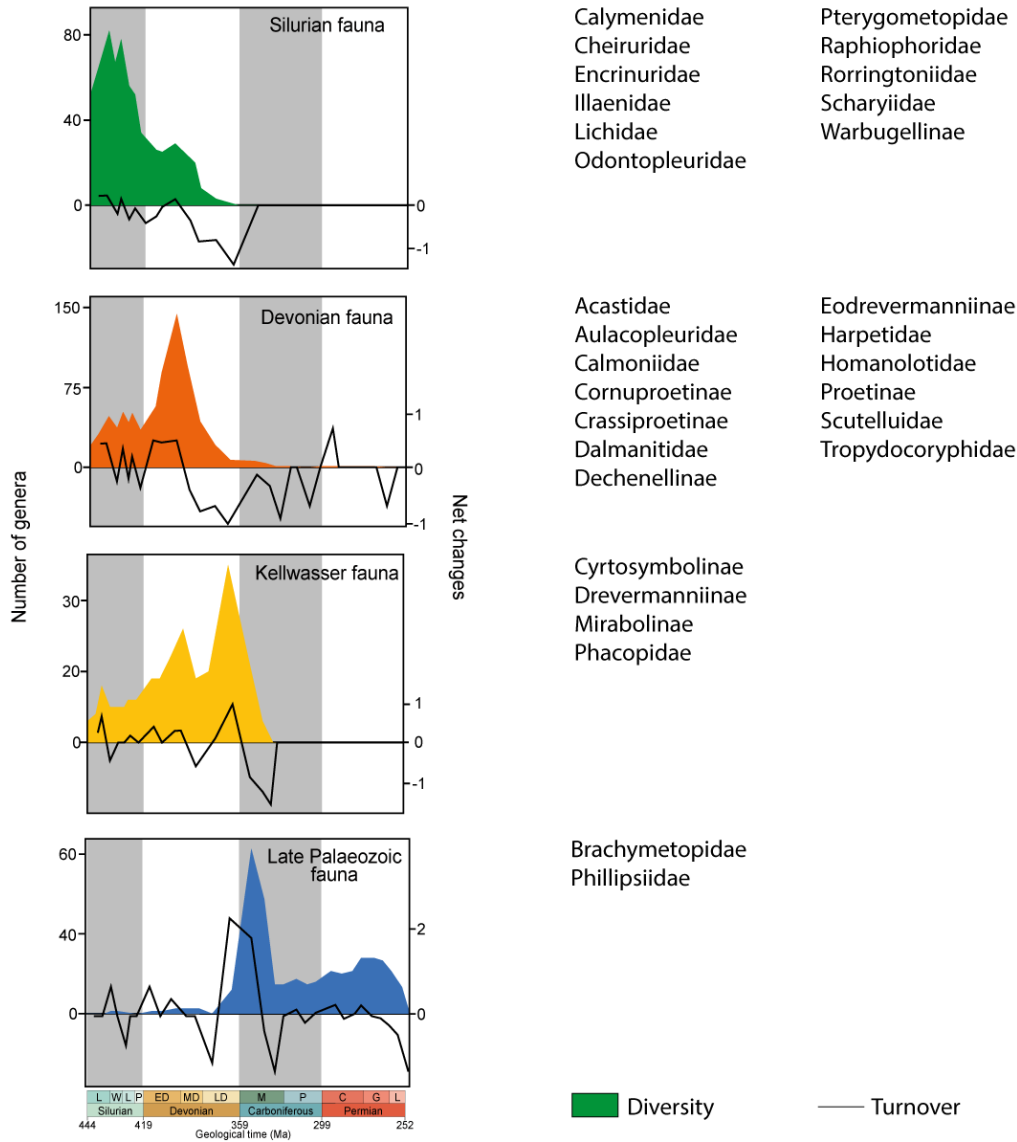 Silurian fauna
80
40
0
0
-1
Calymenidae
Cheiruridae
Encrinuridae
Illaenidae
Lichidae
Odontopleuridae
Pterygometopidae
Raphiophoridae
Rorringtoniidae
Scharyiidae
Warbugellinae
Devonian fauna
150
75
0
1
0
-1
Acastidae
Aulacopleuridae
Calmoniidae
Cornuproetinae
Crassiproetinae
Dalmanitidae
Dechenellinae
Eodrevermanniinae
Harpetidae
Homanolotidae
Proetinae
Scutelluidae
Tropydocoryphidae
Number of genera
Net changes
Kellwasser fauna
30
20
0
1
0
-1
Cyrtosymbolinae
Drevermanniinae
Mirabolinae
Phacopidae
Late Palaeozoic
fauna
60
40
0
2
0
Brachymetopidae
Phillipsiidae
L W L P ED MD LD M P C G L
Silurian Devonian Carboniferous Permian
444 419 359 299 252
Geological time (Ma)
Diversity
Turnover